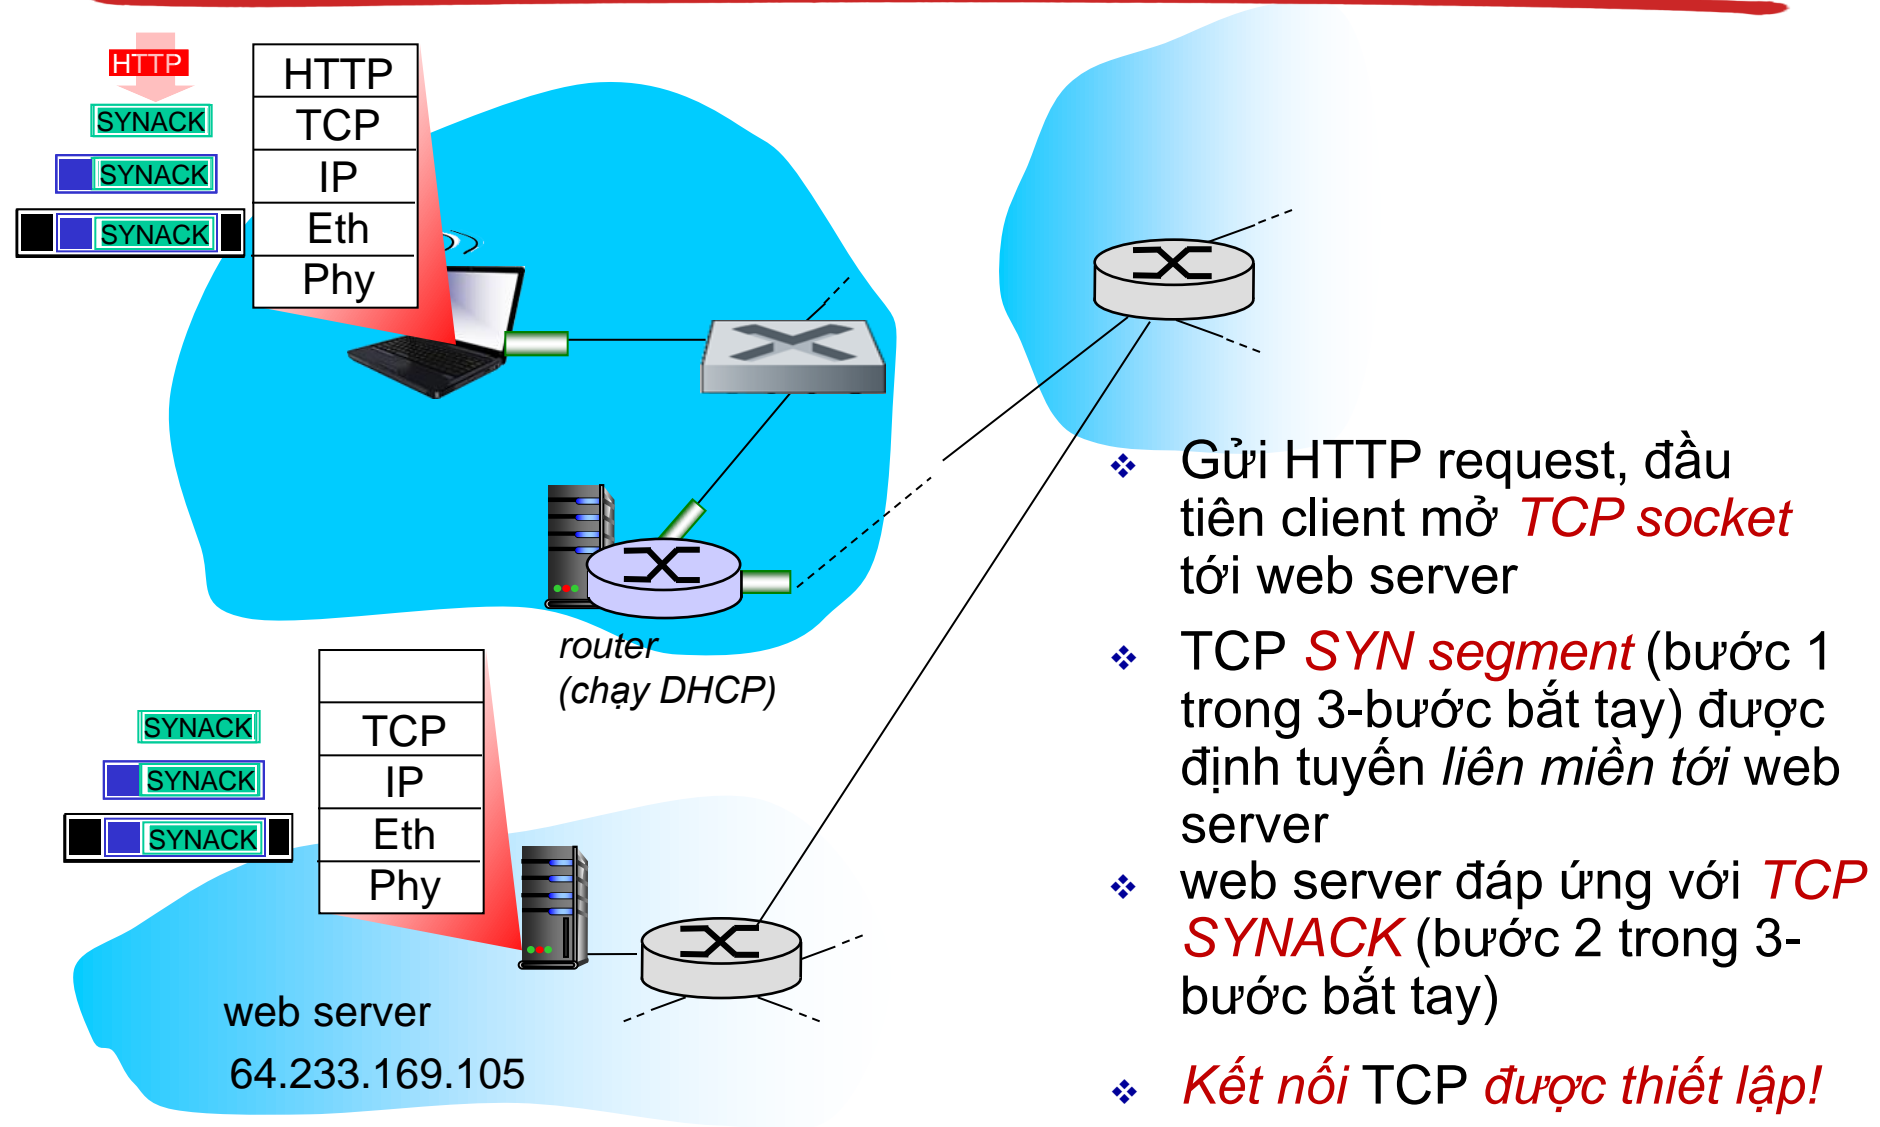 HTTP
SYNACK
SYNACK
SYNACK
HTTP
TCP
IP
Eth
Phy
router
(chạy DHCP)
SYNACK
SYNACK
SYNACK
TCP
IP
Eth
Phy
web server
64.233.169.105
Gửi HTTP request, đầu
tiên client mở TCP socket
tới web server
TCP SYN segment (bước 1
trong 3-bước bắt tay) được
định tuyến liên miền tới web
server
web server đáp ứng với TCP
SYNACK (bước 2 trong 3-
bước bắt tay)
Kết nối TCP được thiết lập!